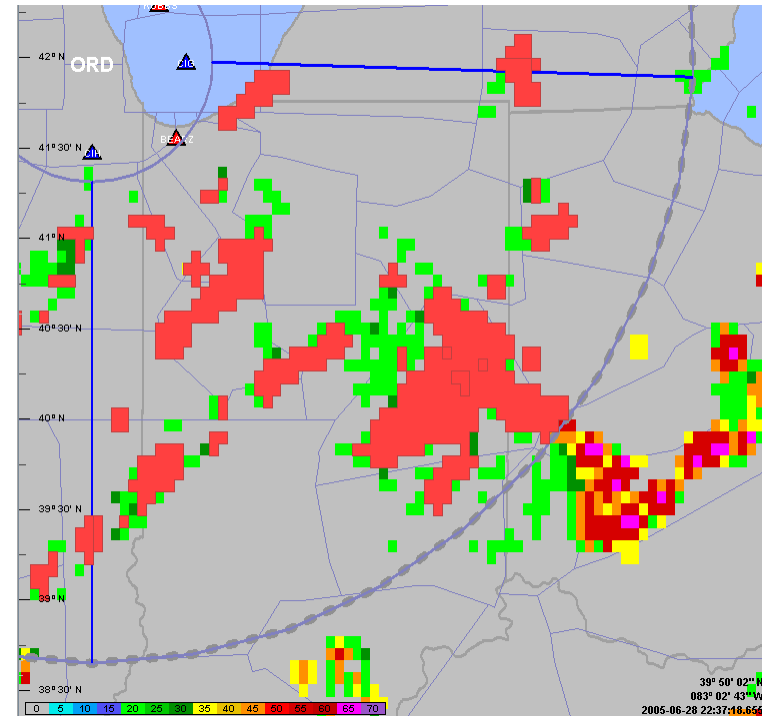 42° N
ORD
CIG
41° 30' N
CIH
41° N
40° 30' N
40° N
39° 30' N
39° N
38° 30' N
39° 50' 02" N
083° 02' 43" W
2005-06-28 22:37:18.65
0 5 10 15 20 25 30 35 40 45 50 55 60 65 70